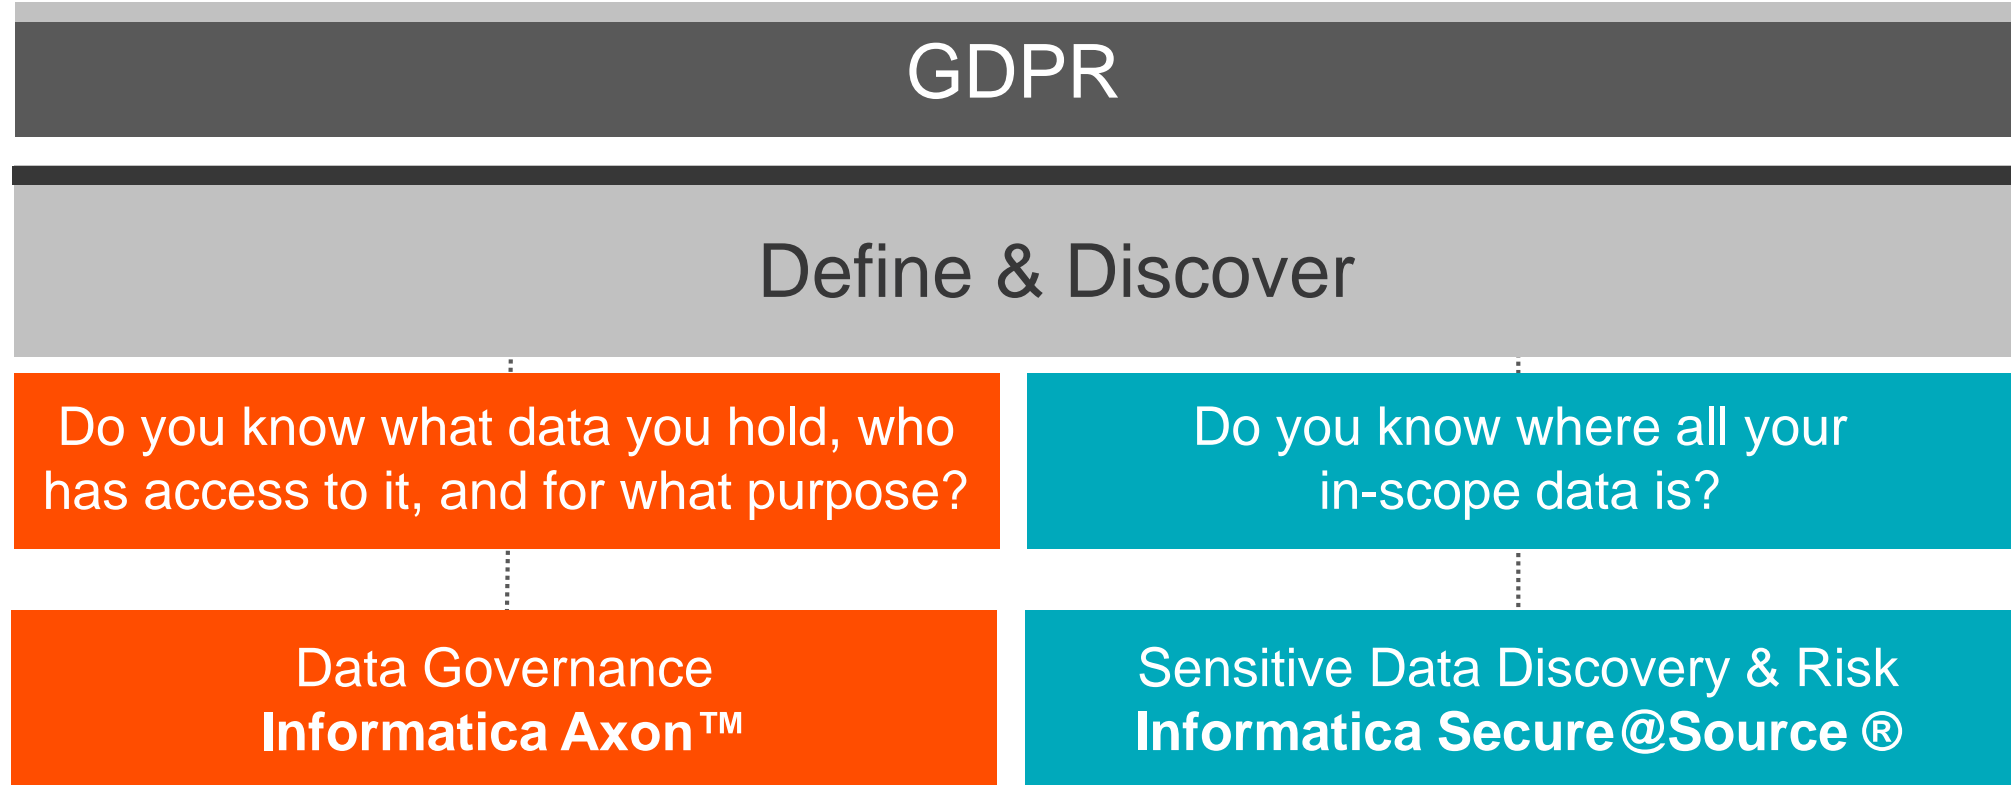 GDPR
Define & Discover
Do you know what data you hold, who
has access to it, and for what purpose?
Do you know where all your
in-scope data is?
Data Governance
Informatica Axon™
Sensitive Data Discovery & Risk
Informatica Secure@Source ®